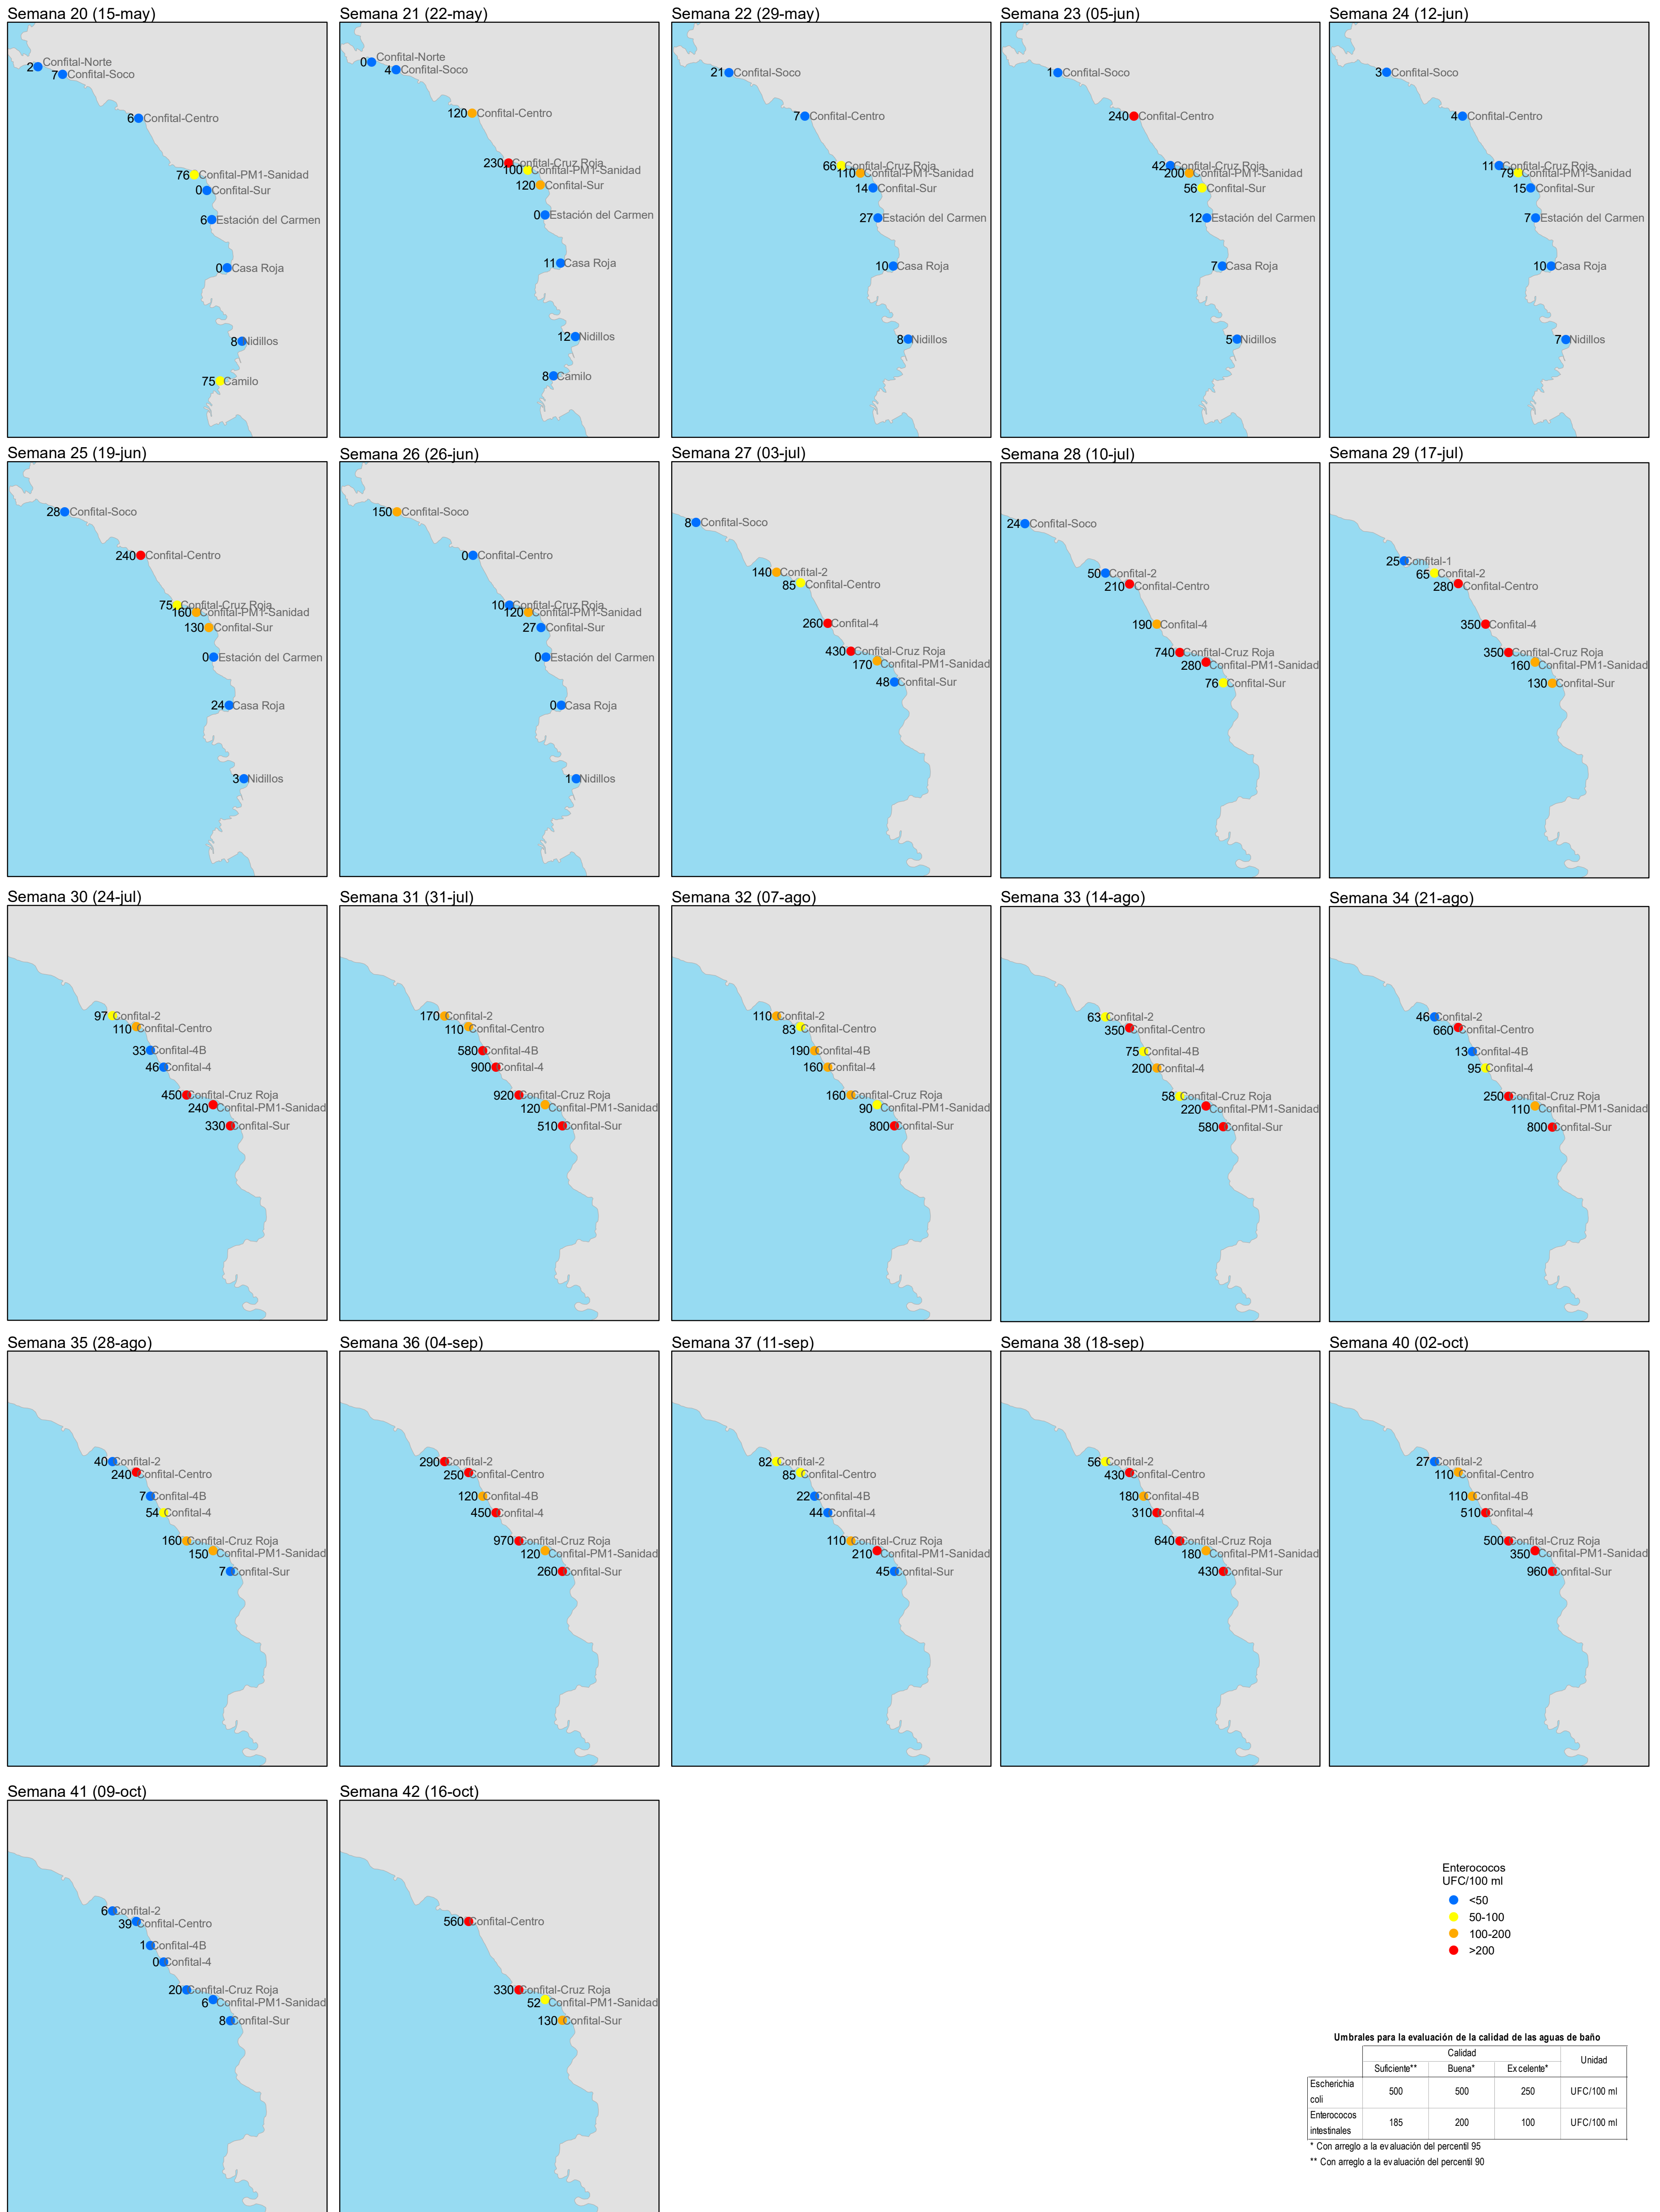 Semana 20 (15-may)
2 Confital-Norte
7 Confital-Soco
6 Confital-Centro
76 Confital-PM1-Sanidad
0 Confital-Sur
6 Estación del Carmen
0 Casa Roja
8 Nidillos
75 Camilo
Semana 21 (22-may)
0 Confital-Norte
4 Confital-Soco
120 Confital-Centro
230 Confital-Cruz Roja
100 Confital-PM1-Sanidad
120 Confital-Sur
0 Estación del Carmen
11 Casa Roja
12 Nidillos
8 Camilo
Semana 22 (29-may)
21 Confital-Soco
7 Confital-Centro
66 Confital-Cruz Roja
110 Confital-PM1-Sanidad
14 Confital-Sur
27 Estación del Carmen
10 Casa Roja
8 Nidillos
Semana 23 (05-jun)
1 Confital-Soco
240 Confital-Centro
42 Confital-Cruz Roja
200 Confital-PM1-Sanidad
56 Confital-Sur
12 Estación del Carmen
7 Casa Roja
5 Nidillos
Semana 24 (12-jun)
3 Confital-Soco
4 Confital-Centro
11 Confital-Cruz Roja
79 Confital-PM1-Sanidad
15 Confital-Sur
7 Estación del Carmen
10 Casa Roja
7 Nidillos
Semana 25 (19-jun)
28 Confital-Soco
240 Confital-Centro
75 Confital-Cruz Roja
160 Confital-PM1-Sanidad
130 Confital-Sur
0 Estación del Carmen
24 Casa Roja
3 Nidillos
Semana 26 (26-jun)
150 Confital-Soco
0 Confital-Centro
10 Confital-Cruz Roja
120 Confital-PM1-Sanidad
27 Confital-Sur
0 Estación del Carmen
0 Casa Roja
1 Nidillos
Semana 27 (03-jul)
8 Confital-Soco
140 Confital-2
85 Confital-Centro
260 Confital-4
430 Confital-Cruz Roja
170 Confital-PM1-Sanidad
48 Confital-Sur
Semana 28 (10-jul)
24 Confital-Soco
50 Confital-2
210 Confital-Centro
190 Confital-4
740 Confital-Cruz Roja
280 Confital-PM1-Sanidad
76 Confital-Sur
Semana 29 (17-jul)
25 Confital-1
65 Confital-2
280 Confital-Centro
350 Confital-4
350 Confital-Cruz Roja
160 Confital-PM1-Sanidad
130 Confital-Sur
Semana 30 (24-jul)
97 Confital-2
110 Confital-Centro
33 Confital-4B
46 Confital-4
450 Confital-Cruz Roja
240 Confital-PM1-Sanidad
330 Confital-Sur
Semana 31 (31-jul)
170 Confital-2
110 Confital-Centro
580 Confital-4B
900 Confital-4
920 Confital-Cruz Roja
120 Confital-PM1-Sanidad
510 Confital-Sur
Semana 32 (07-ago)
110 Confital-2
83 Confital-Centro
190 Confital-4B
160 Confital-4
160 Confital-Cruz Roja
90 Confital-PM1-Sanidad
800 Confital-Sur
Semana 33 (14-ago)
63 Confital-2
350 Confital-Centro
75 Confital-4B
200 Confital-4
58 Confital-Cruz Roja
220 Confital-PM1-Sanidad
580 Confital-Sur
Semana 34 (21-ago)
46 Confital-2
660 Confital-Centro
13 Confital-4B
95 Confital-4
250 Confital-Cruz Roja
110 Confital-PM1-Sanidad
800 Confital-Sur
Semana 35 (28-ago)
40 Confital-2
240 Confital-Centro
7 Confital-4B
54 Confital-4
160 Confital-Cruz Roja
150 Confital-PM1-Sanidad
7 Confital-Sur
Semana 36 (04-sep)
290 Confital-2
250 Confital-Centro
120 Confital-4B
450 Confital-4
970 Confital-Cruz Roja
120 Confital-PM1-Sanidad
260 Confital-Sur
Semana 37 (11-sep)
82 Confital-2
85 Confital-Centro
22 Confital-4B
44 Confital-4
110 Confital-Cruz Roja
210 Confital-PM1-Sanidad
45 Confital-Sur
Semana 38 (18-sep)
56 Confital-2
430 Confital-Centro
180 Confital-4B
310 Confital-4
640 Confital-Cruz Roja
180 Confital-PM1-Sanidad
430 Confital-Sur
Semana 40 (02-oct)
27 Confital-2
110 Confital-Centro
110 Confital-4B
510 Confital-4
500 Confital-Cruz Roja
350 Confital-PM1-Sanidad
960 Confital-Sur
Semana 41 (09-oct)
6 Confital-2
39 Confital-Centro
1 Confital-4B
0 Confital-4
20 Confital-Cruz Roja
6 Confital-PM1-Sanidad
8 Confital-Sur
Semana 42 (16-oct)
560 Confital-Centro
330 Confital-Cruz Roja
52 Confital-PM1-Sanidad
130 Confital-Sur
Enterococos
UFC/100 ml
<50
50-100
100-200
>200
Umbrales para la evaluación de la calidad de las aguas de baño
Calidad Unidad
Suficiente** Buena* Excelente*
Escherichia coli 500 500 250 UFC/100 ml
Enterococos intestinales 185 200 100 UFC/100 ml
* Con arreglo a la evaluación del percentil 95
** Con arreglo a la evaluación del percentil 90